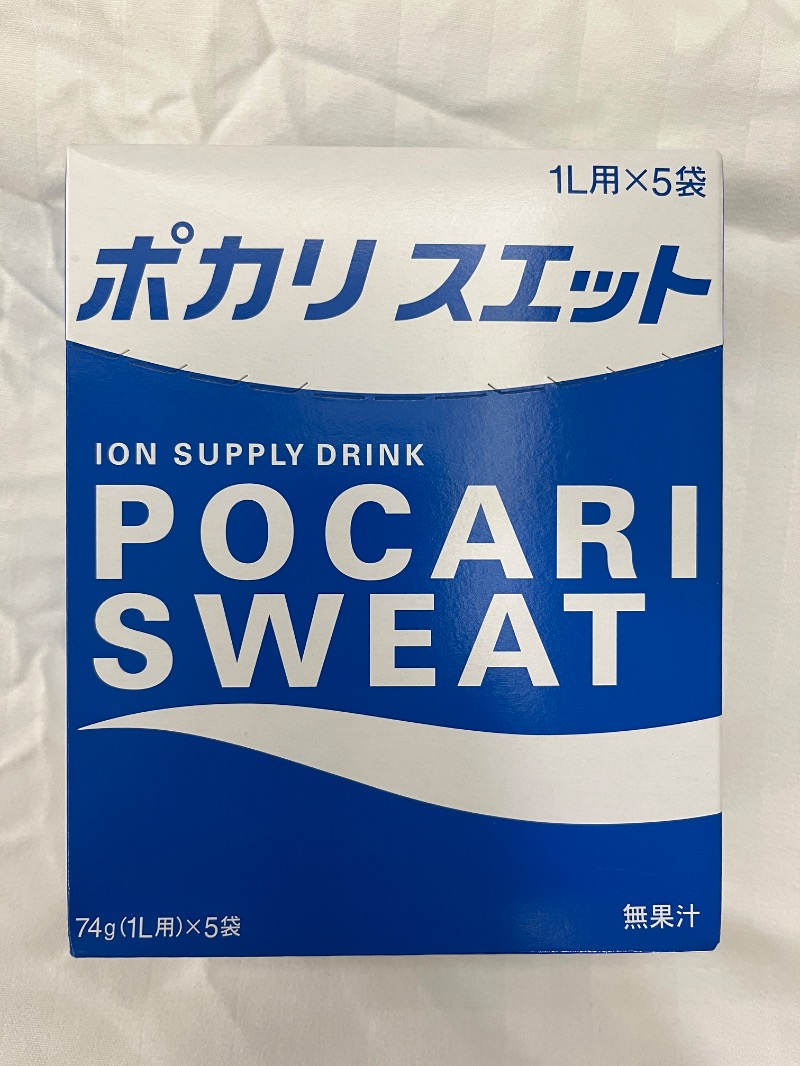 1L用×5袋
ポカリスエット
ION SUPPLY DRINK
POCARI
SWEAT
74g(1L用)×5袋
無果汁